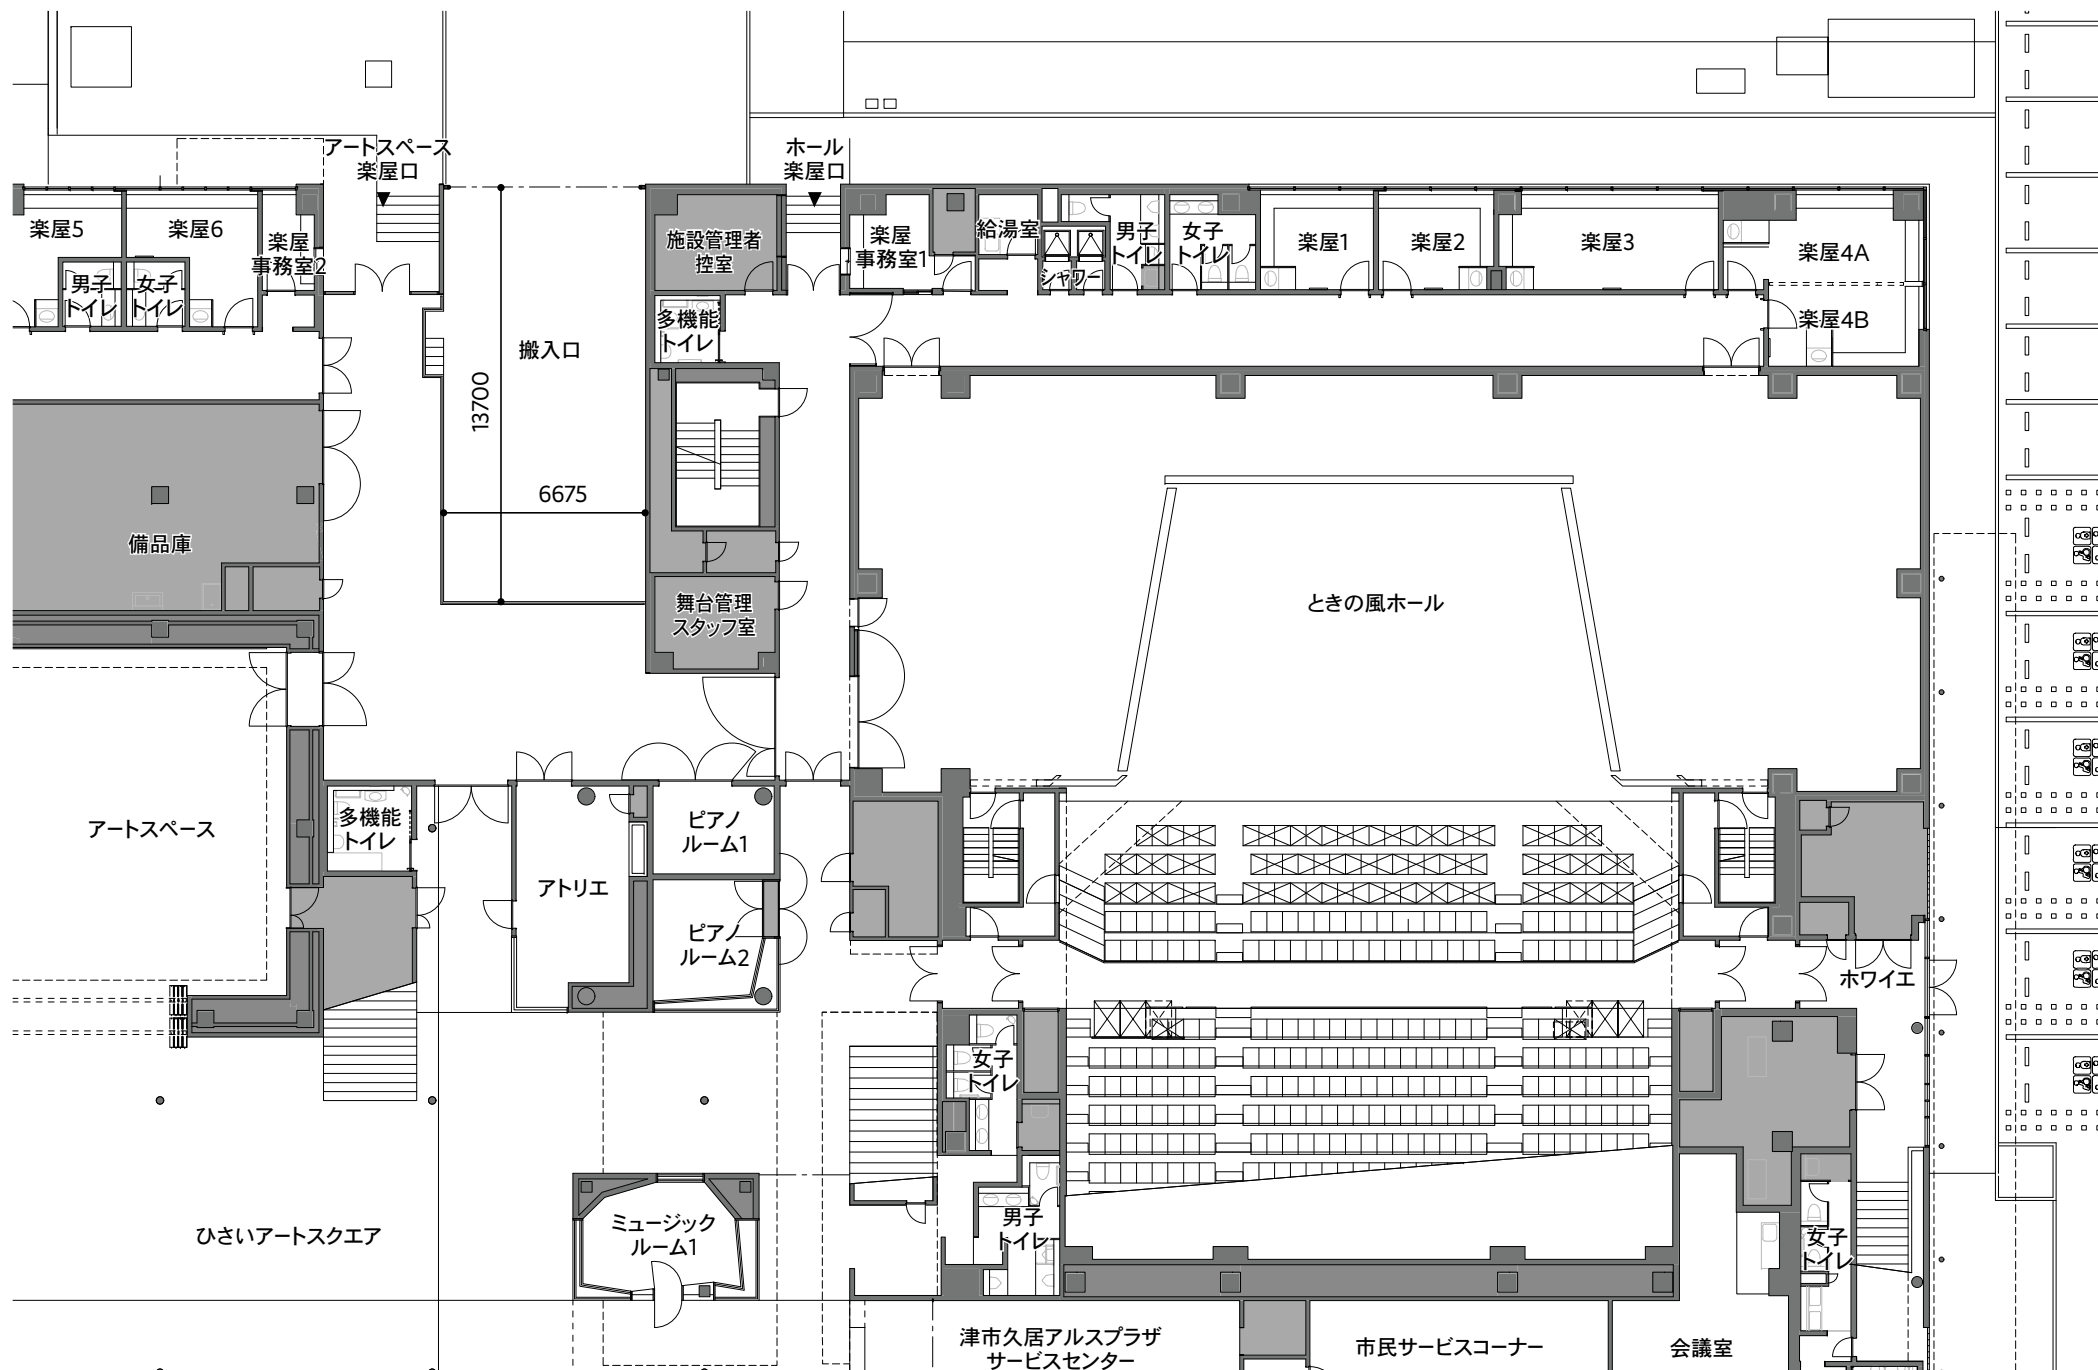 アートスペース
楽屋口
ホール
楽屋口
楽屋5
楽屋6
楽屋
事務室2
男子
トイレ
女子
トイレ
施設管理者
控室
多機能
トイレ
搬入口
13700
6675
楽屋
事務室1
給湯室
シャワー
男子
トイレ
女子
トイレ
楽屋1
楽屋2
楽屋3
楽屋4A
楽屋4B
備品庫
舞台管理
スタッフ室
ときの風ホール
アートスペース
多機能
トイレ
アトリエ
ピアノ
ルーム1
ピアノ
ルーム2
ホワイエ
女子
トイレ
男子
トイレ
女子
トイレ
ひさいアートスクエア
ミュージック
ルーム1
津市久居アルスプラザ
サービスセンター
市民サービスコーナー
会議室